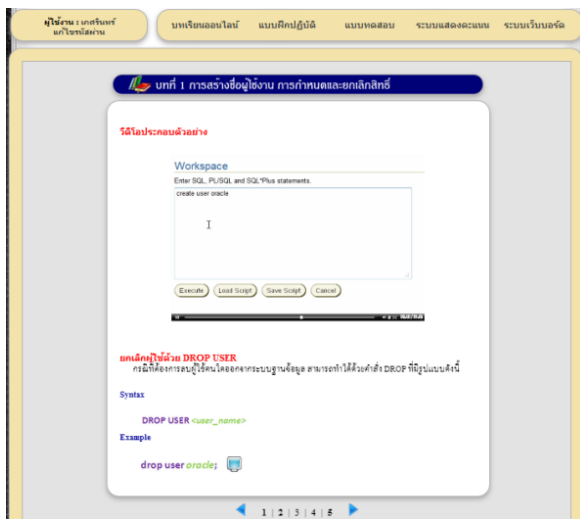 ผู้ใช้งาน : เกศรินทร์
แก้ไขรหัสผ่าน
บทเรียนออนไลน์ แบบฝึกปฏิบัติ แบบทดสอบ ระบบแสดงคะแนน ระบบเว็บบอร์ด
บทที่ 1 การสร้างชื่อผู้ใช้งาน การกำหนดและยกเลิกสิทธิ์
วีดีโอประกอบตัวอย่าง
Workspace
Enter SQL, PL/SQL and SQL*Plus statements.
create user oracle
Execute Load Script Save Script Cancel
ยกเลิกผู้ใช้ด้วย DROP USER
กรณีที่ต้องการลบผู้ใช้คนใดออกจากระบบฐานข้อมูล สามารถทำได้ด้วยคำสั่ง DROP ที่มีรูปแบบดังนี้
Syntax
DROP USER <user_name>
Example
drop user oracle;
1 | 2 | 3 | 4 | 5